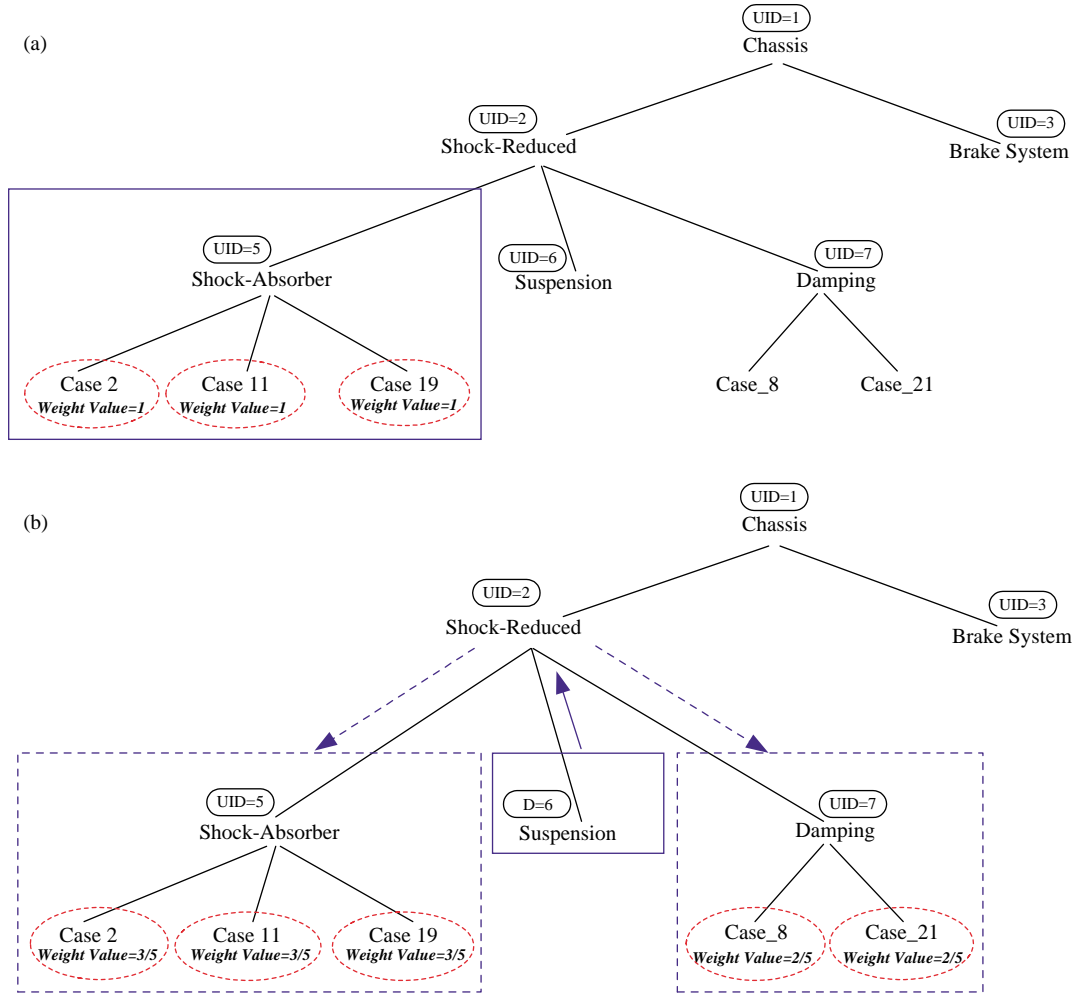 (a)
UID=1
Chassis
UID=2
Shock-Reduced
UID=3
Brake System
UID=5
Shock-Absorber
UID=6
Suspension
UID=7
Damping
Case 2
Weight Value=1
Case 11
Weight Value=1
Case 19
Weight Value=1
Case_8
Case_21
(b)
UID=1
Chassis
UID=2
Shock-Reduced
UID=3
Brake System
UID=5
Shock-Absorber
D=6
Suspension
UID=7
Damping
Case 2
Weight Value=3/5
Case 11
Weight Value=3/5
Case 19
Weight Value=3/5
Case_8
Weight Value=2/5
Case_21
Weight Value=2/5